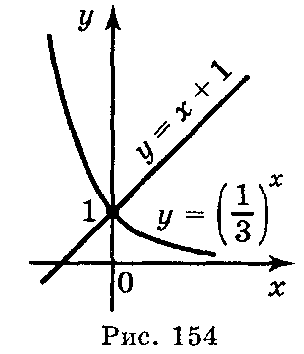 y
y = x + 1
1
y = (1/3)^x
0
x
Рис. 154